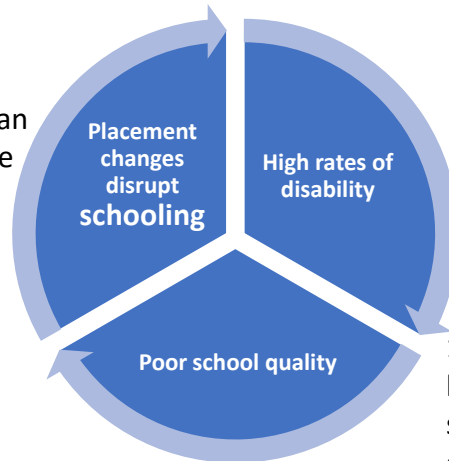 an
e
Placement
changes
disrupt
schooling
High rates of
disability
Poor school quality